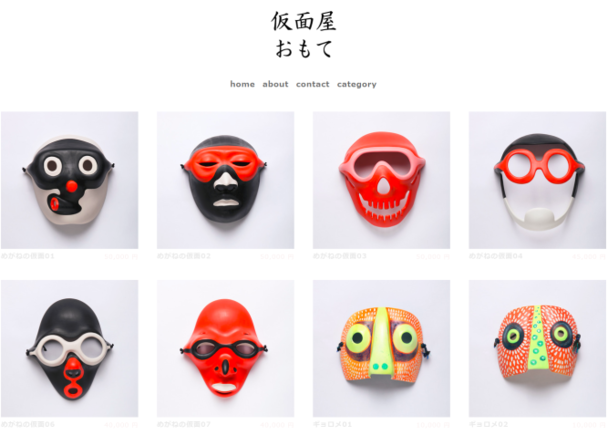 仮面屋
おもて
home about contact category
めがねの仮面01
めがねの仮面02
めがねの仮面03
めがねの仮面04
めがねの仮面06
めがねの仮面07
ギョロメ01
ギョロメ02